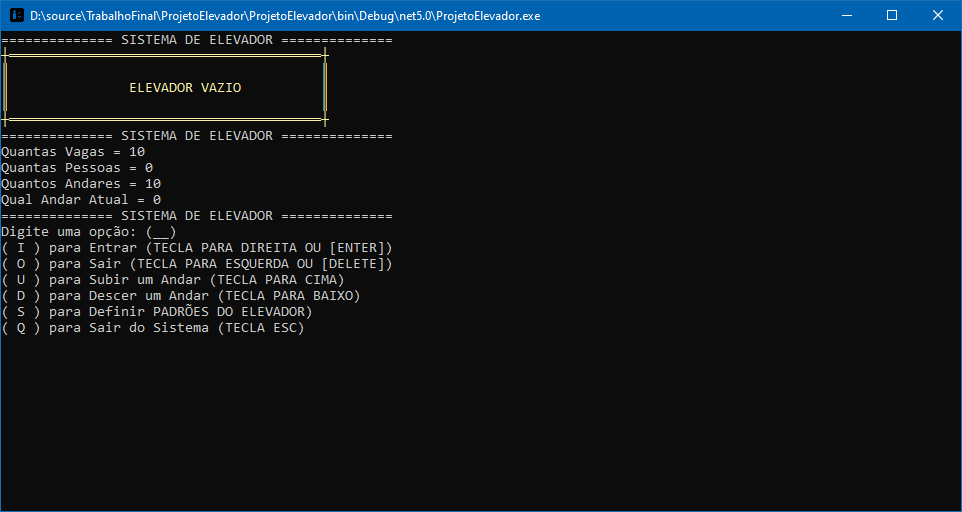 D:\source\TrabalhoFinal\ProjetoElevador\ProjetoElevador\bin\Debug\net5.0\ProjetoElevador.exe
============== SISTEMA DE ELEVADOR ==============
ELEVADOR VAZIO
============== SISTEMA DE ELEVADOR ==============
Quantas Vagas = 10
Quantas Pessoas = 0
Quantos Andares = 10
Qual Andar Atual = 0
============== SISTEMA DE ELEVADOR ==============
Digite uma opção: (__)
( I ) para Entrar (TECLA PARA DIREITA OU [ENTER])
( O ) para Sair (TECLA PARA ESQUERDA OU [DELETE])
( U ) para Subir um Andar (TECLA PARA CIMA)
( D ) para Descer um Andar (TECLA PARA BAIXO)
( S ) para Definir PADRÕES DO ELEVADOR)
( Q ) para Sair do Sistema (TECLA ESC)